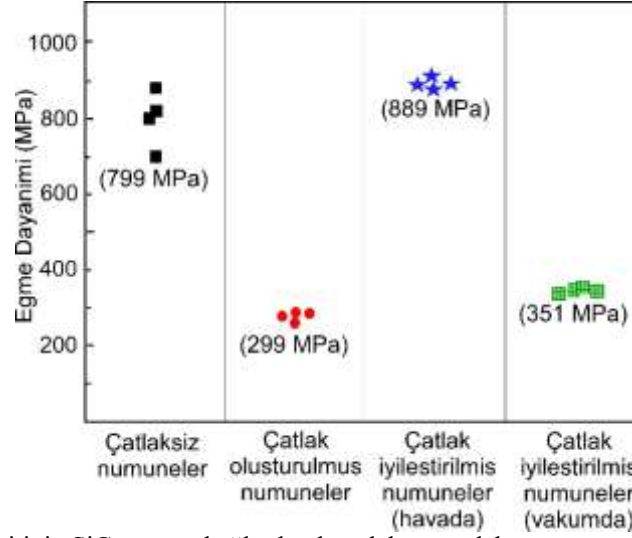 1000
800
600
400
200
Egme Dayanimi (MPa)
(799 MPa)
(299 MPa)
(889 MPa)
(351 MPa)
Çatlaksiz
numuneler
Çatlak
olusturulmus
numuneler
Çatlak
iyilestirilmis
numuneler
(havada)
Çatlak
iyilestirilmis
numuneler
(vakumda)